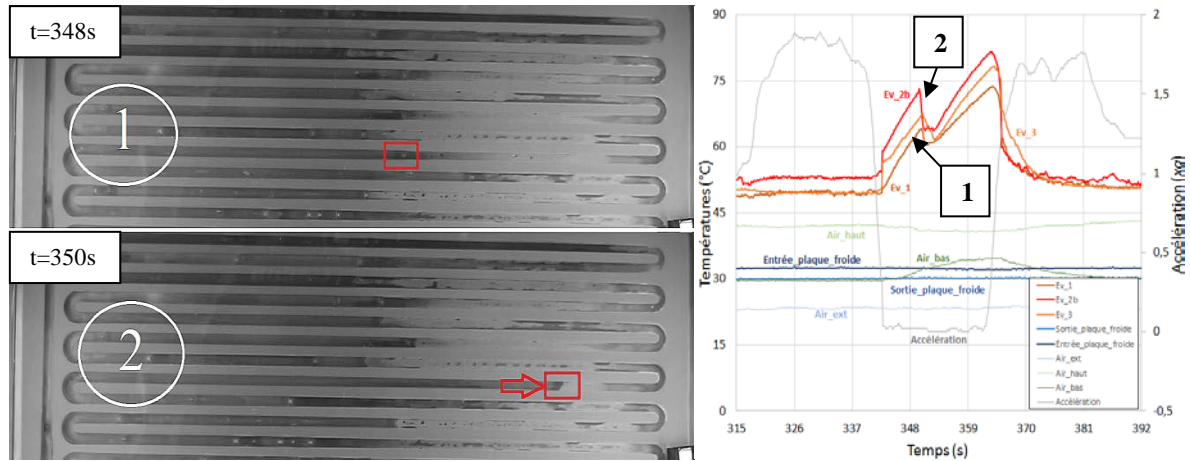 t=348s
1
t=350s
2
90
75
60
45
30
15
0
2
1,5
1
0,5
0
-0,5
315
326
337
348
359
370
381
392
Températures (°C)
Accélération (xg)
Temps (s)
2
1
Ev_2b
Ev_3
Ev_1
Air_haut
Entrée_plaque_froide
Air_bas
Sortie_plaque_froide
Air_ext
Accélération
Ev_1
Ev_2b
Ev_3
Sortie_plaque_froide
Entrée_plaque_froide
Air_ext
Air_haut
Air_bas
Accélération